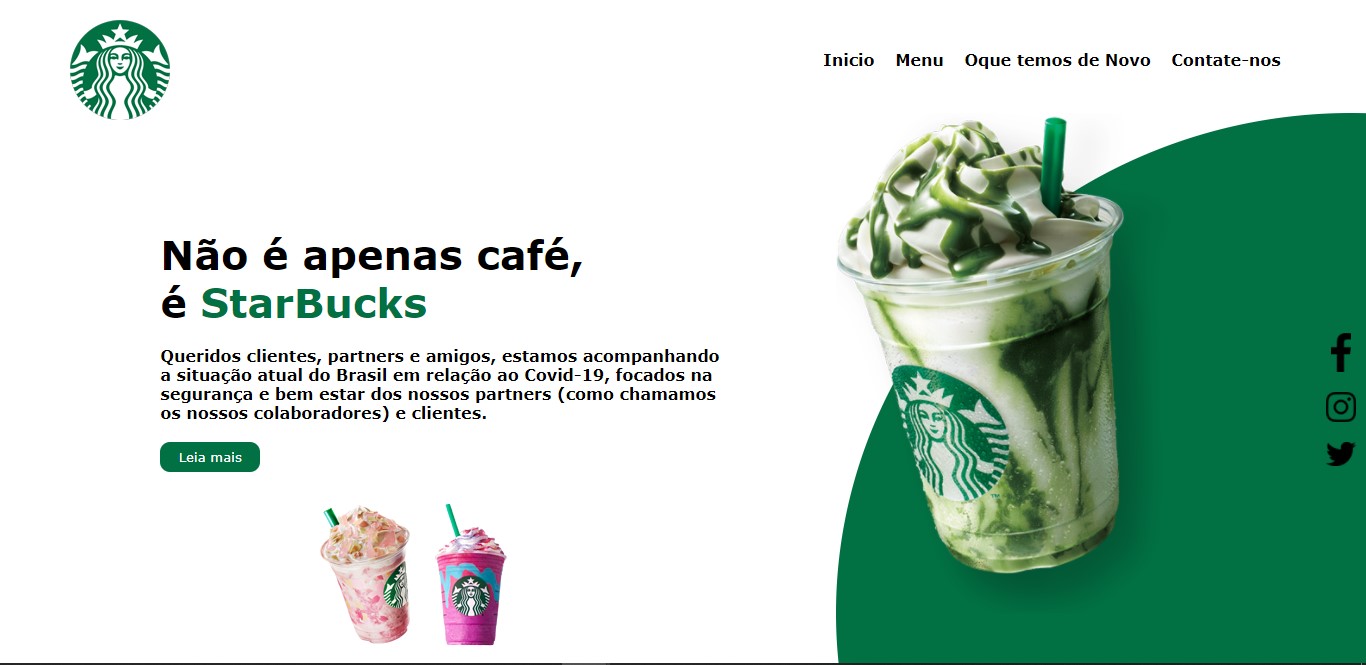 Inicio Menu Oque temos de Novo Contate-nos
Não é apenas café,
é StarBucks
Queridos clientes, partners e amigos, estamos acompanhando
a situação atual do Brasil em relação ao Covid-19, focados na
segurança e bem estar dos nossos partners (como chamamos
os nossos colaboradores) e clientes.
Leia mais